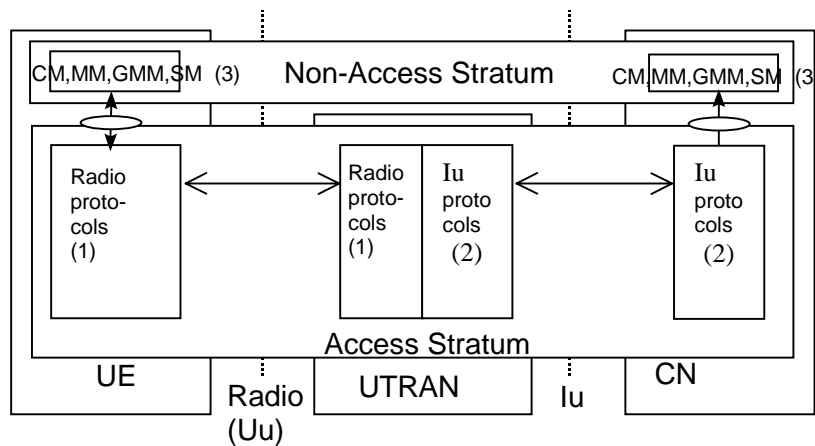 Non-Access Stratum
CM,MM,GMM,SM (3)
CM,MM,GMM,SM (3
Radio
proto-
cols
(1)
Radio
proto-
cols
(1)
Iu
proto
cols
(2)
Iu
proto
cols
(2)
Access Stratum
UE
Radio
(Uu)
UTRAN
Iu
CN